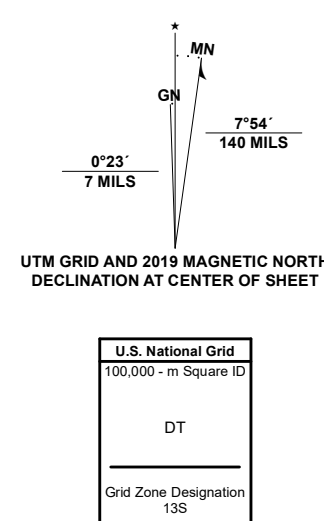 ★
MN
GN
7°54´
140 MILS
0°23´
7 MILS
UTM GRID AND 2019 MAGNETIC NORTH
DECLINATION AT CENTER OF SHEET
U.S. National Grid
100,000 - m Square ID
DT
Grid Zone Designation
13S